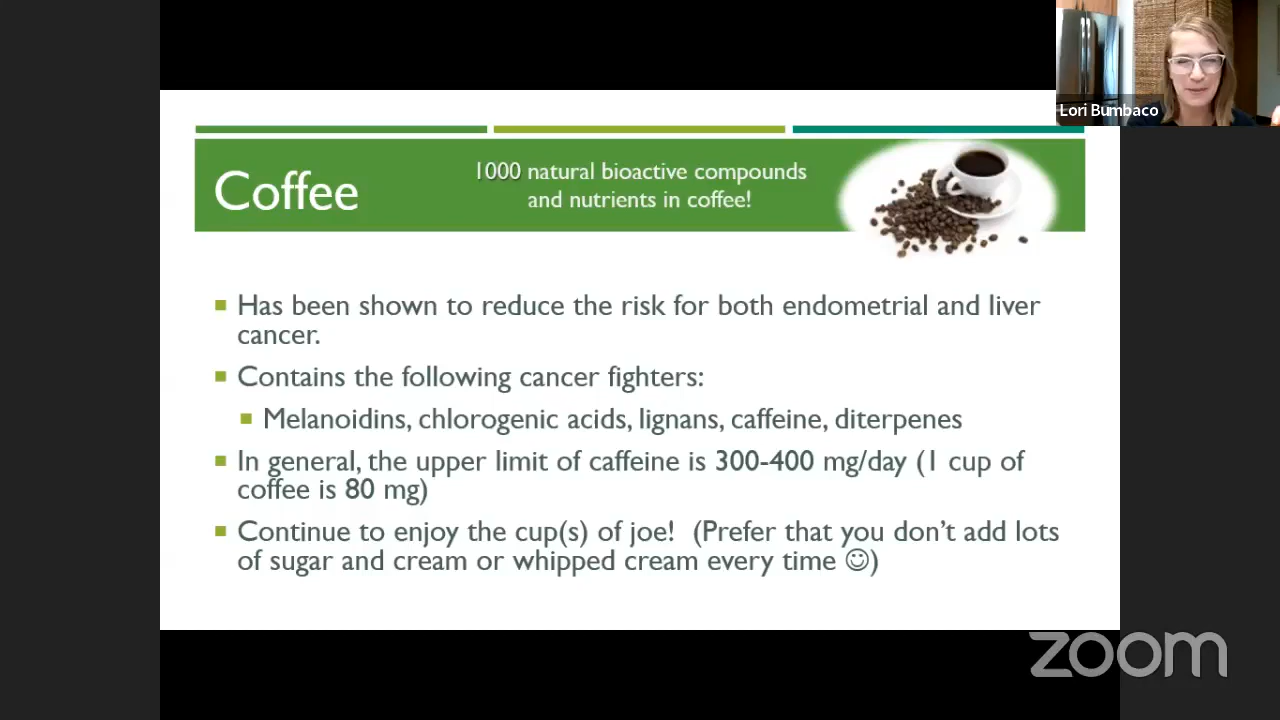 Lori Bumbaco
Coffee
1000 natural bioactive compounds
and nutrients in coffee!
Has been shown to reduce the risk for both endometrial and liver
cancer.
Contains the following cancer fighters:
Melanoidins, chlorogenic acids, lignans, caffeine, diterpenes
In general, the upper limit of caffeine is 300-400 mg/day (1 cup of
coffee is 80 mg)
Continue to enjoy the cup(s) of joe!  (Prefer that you don't add lots
of sugar and cream or whipped cream every time ☺)
zoom